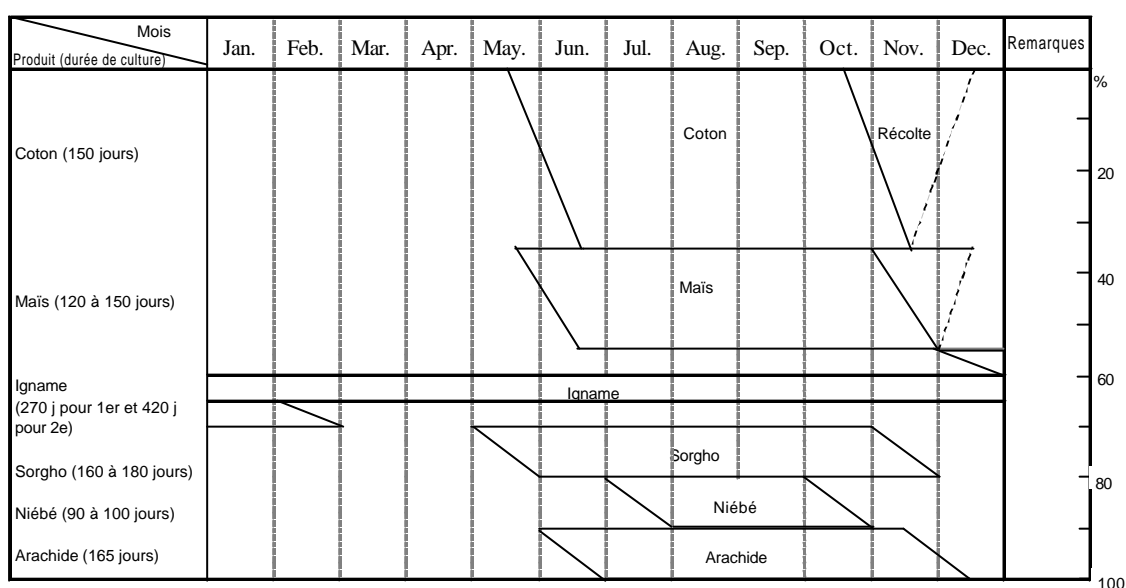 Mois
Produit (durée de culture)
Jan. Feb. Mar. Apr. May. Jun. Jul. Aug. Sep. Oct. Nov. Dec. Remarques
%
Coton Récolte
Coton (150 jours)
20
40
Maïs
Maïs (120 à 150 jours)
60
Igname
Igname
(270 j pour 1er et 420 j
pour 2e)
Sorgho
Sorgho (160 à 180 jours)
80
Niébé
Niébé (90 à 100 jours)
Arachide
Arachide (165 jours)
100